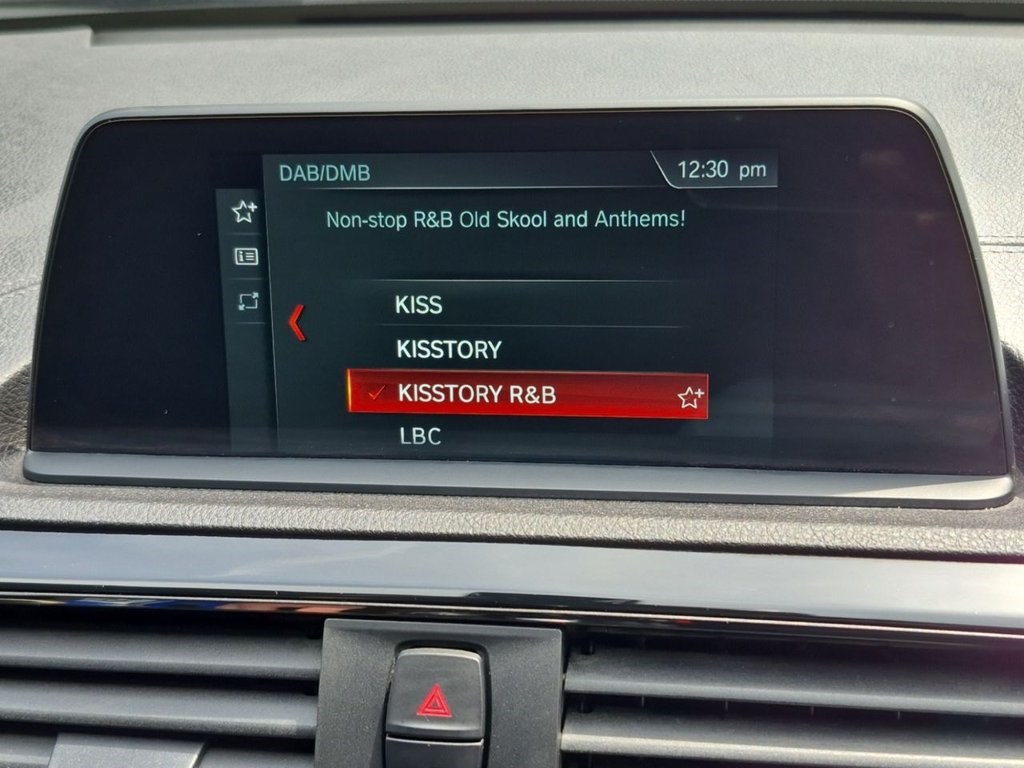 DAB/DMB
12:30 pm
Non-stop R&B Old Skool and Anthems!
KISS
KISSTORY
KISSTORY R&B
LBC